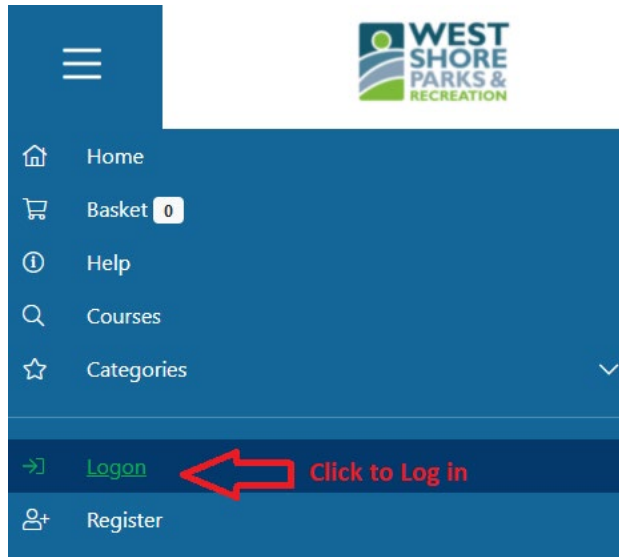 WEST
SHORE
PARKS &
RECREATION
Home
Basket 0
Help
Courses
Categories
Logon Click to Log in
Register